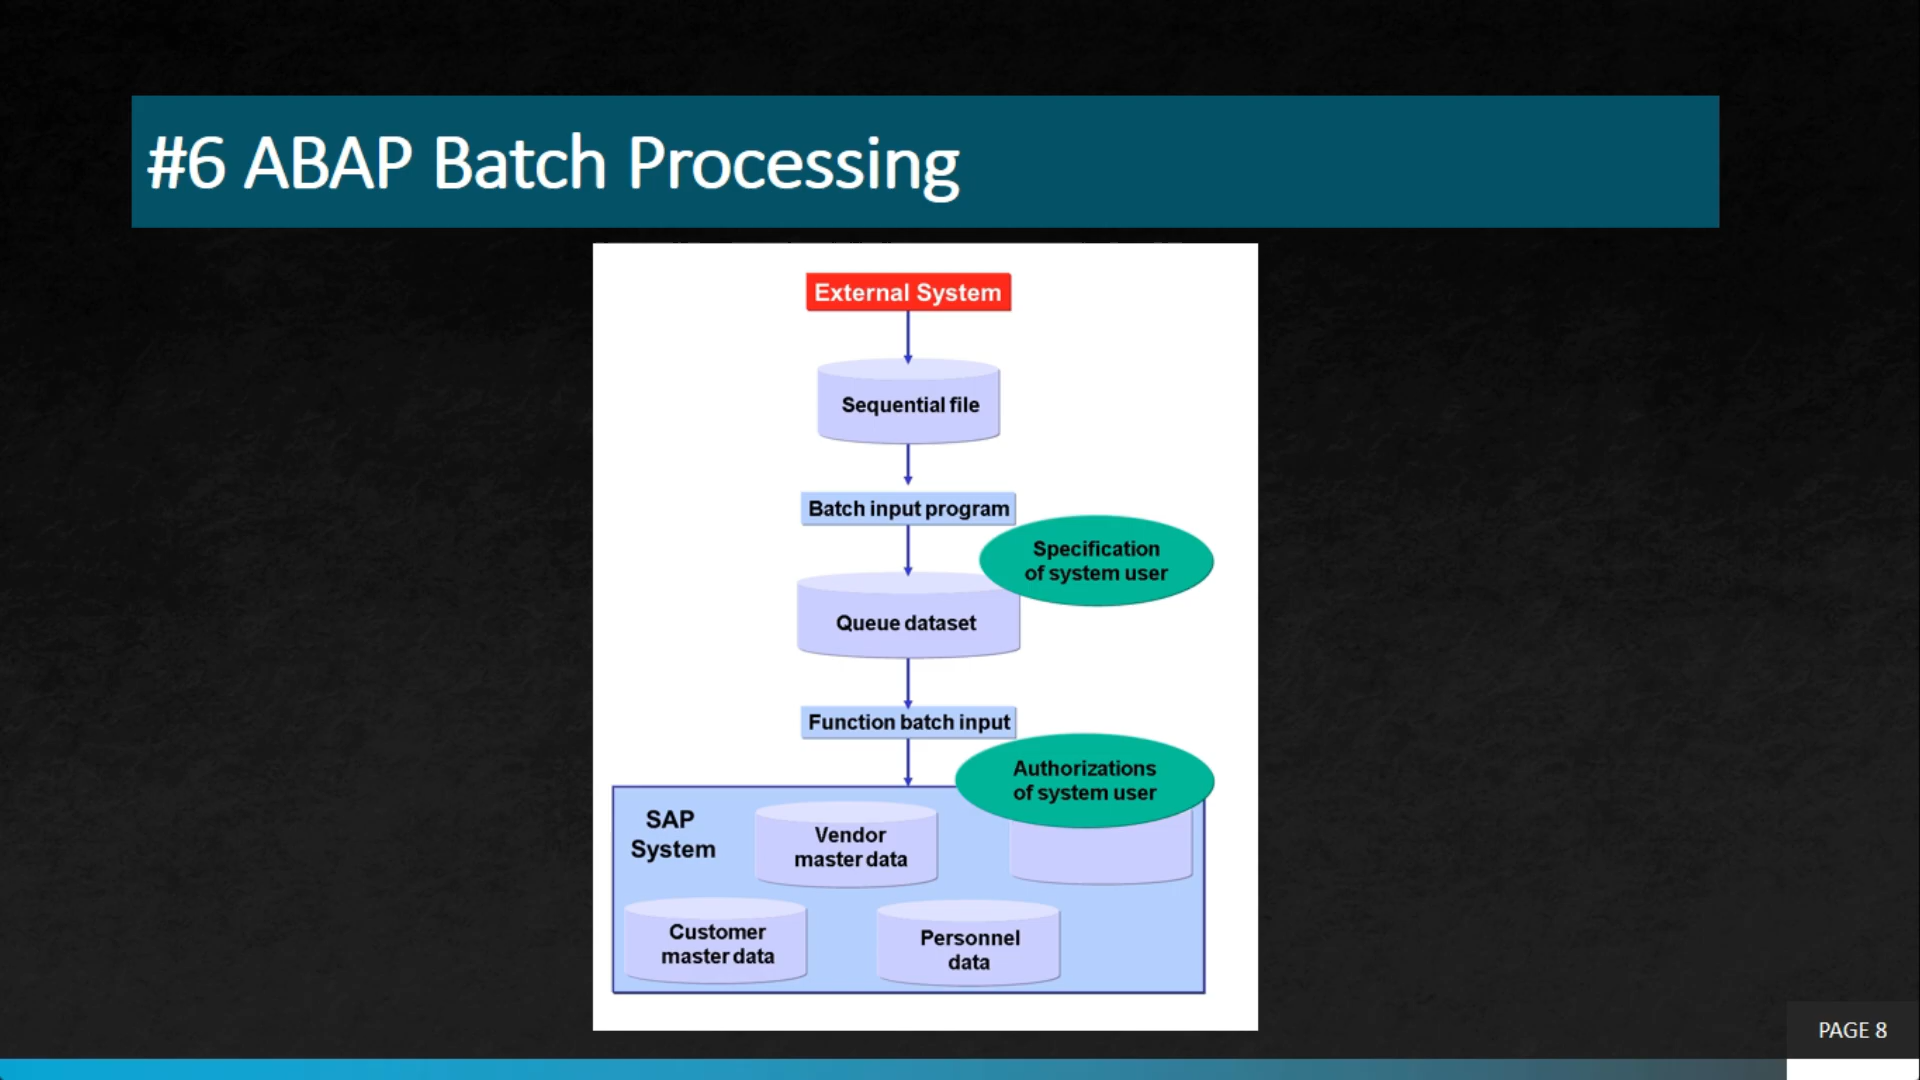 #6 ABAP Batch Processing
External System
Sequential file
Batch input program
Specification
of system user
Queue dataset
Function batch input
Authorizations
of system user
SAP
System
Vendor
master data
Customer
master data
Personnel
data
PAGE 8